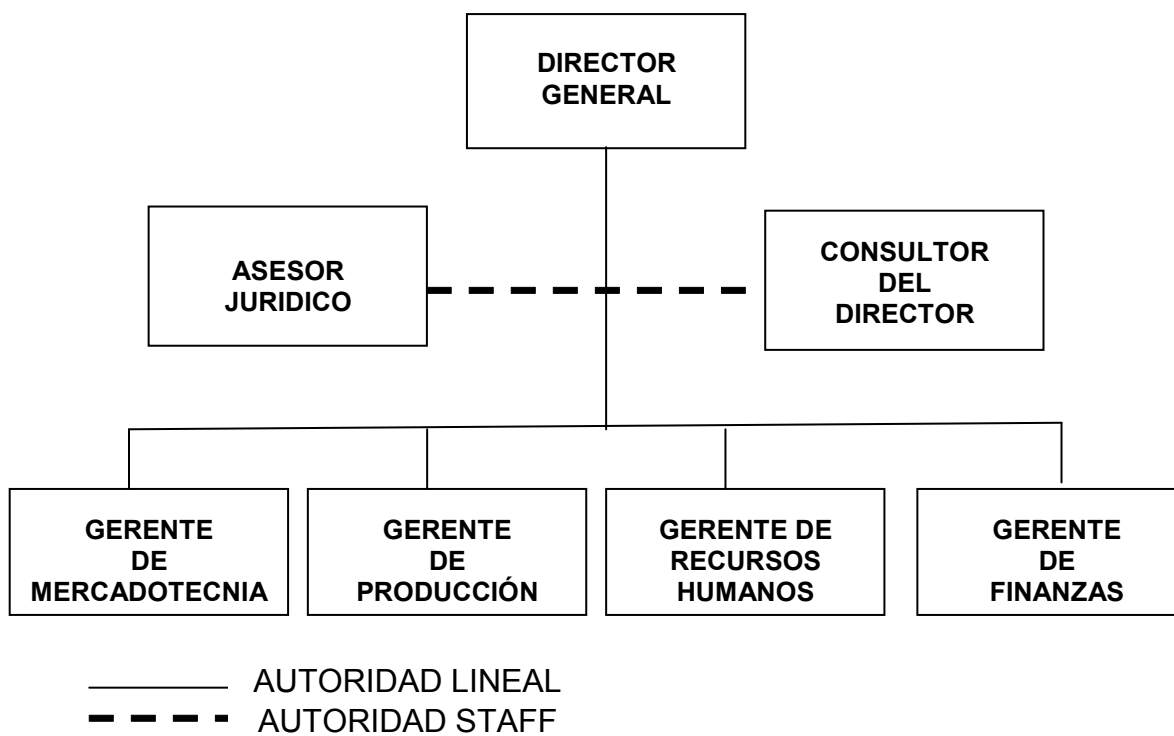 DIRECTOR
GENERAL
ASESOR
JURIDICO
CONSULTOR
DEL
DIRECTOR
GERENTE
DE
MERCADOTECNIA
GERENTE
DE
PRODUCCIÓN
GERENTE DE
RECURSOS
HUMANOS
GERENTE
DE
FINANZAS
AUTORIDAD LINEAL
AUTORIDAD STAFF